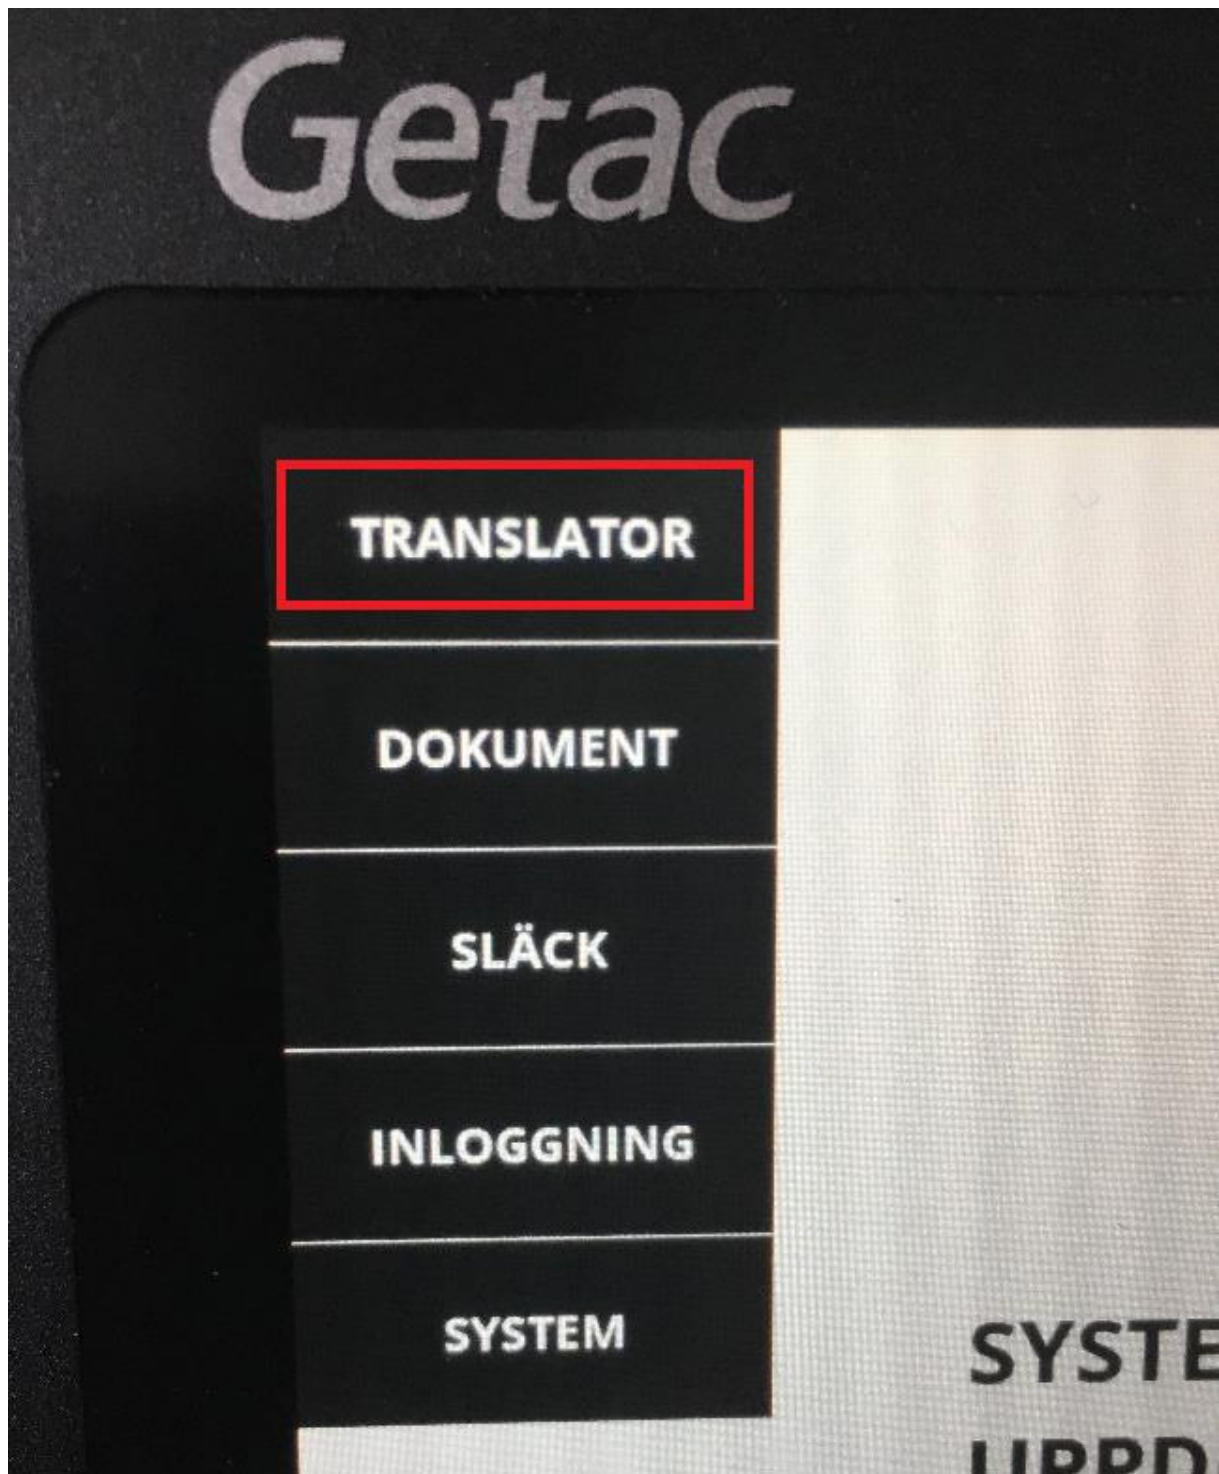 Getac
TRANSLATOR
DOKUMENT
SLÄCK
INLOGGNING
SYSTEM